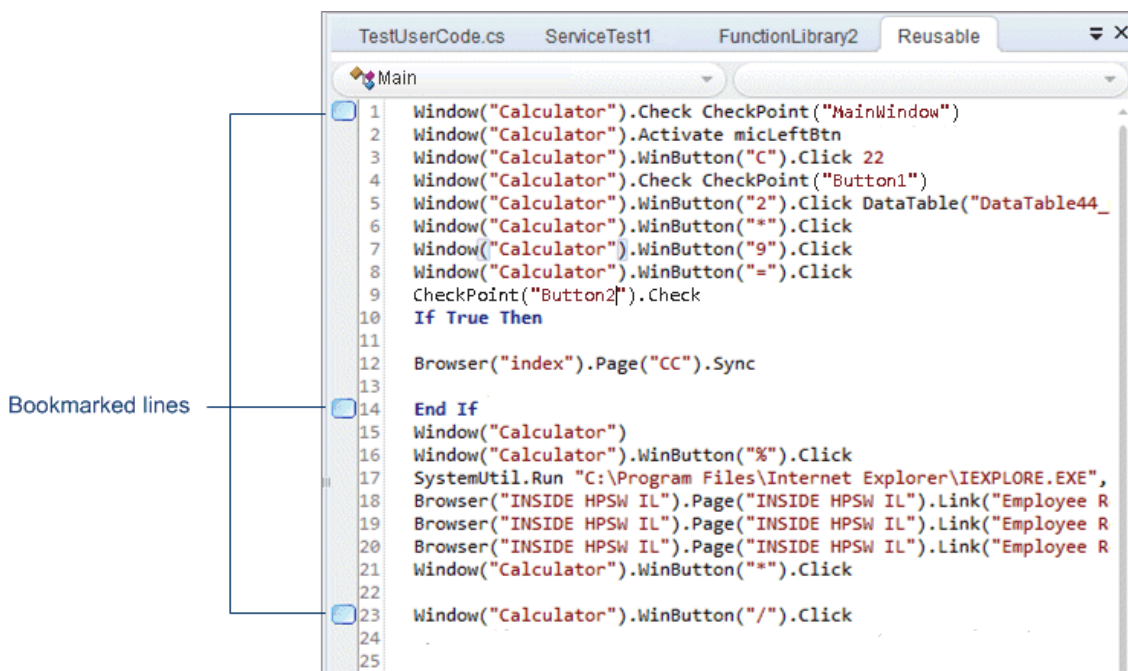 TestUserCode.cs ServiceTest1 FunctionLibrary2 Reusable
Main
1 Window("Calculator").Check CheckPoint("MainWindow")
2 Window("Calculator").Activate micLeftBtn
3 Window("Calculator").WinButton("C").Click 22
4 Window("Calculator").Check CheckPoint("Button1")
5 Window("Calculator").WinButton("2").Click DataTable("DataTable44_
6 Window("Calculator").WinButton("*").Click
7 Window("Calculator").WinButton("9").Click
8 Window("Calculator").WinButton("=").Click
9 CheckPoint("Button2").Check
10 If True Then
11
12 Browser("index").Page("CC").Sync
13
Bookmarked lines
14 End If
15 Window("Calculator")
16 Window("Calculator").WinButton("%").Click
17 SystemUtil.Run "C:\Program Files\Internet Explorer\IEXPLORE.EXE",
18 Browser("INSIDE HPSW IL").Page("INSIDE HPSW IL").Link("Employee R
19 Browser("INSIDE HPSW IL").Page("INSIDE HPSW IL").Link("Employee R
20 Browser("INSIDE HPSW IL").Page("INSIDE HPSW IL").Link("Employee R
21 Window("Calculator").WinButton("*").Click
22
23 Window("Calculator").WinButton("/").Click
24
25